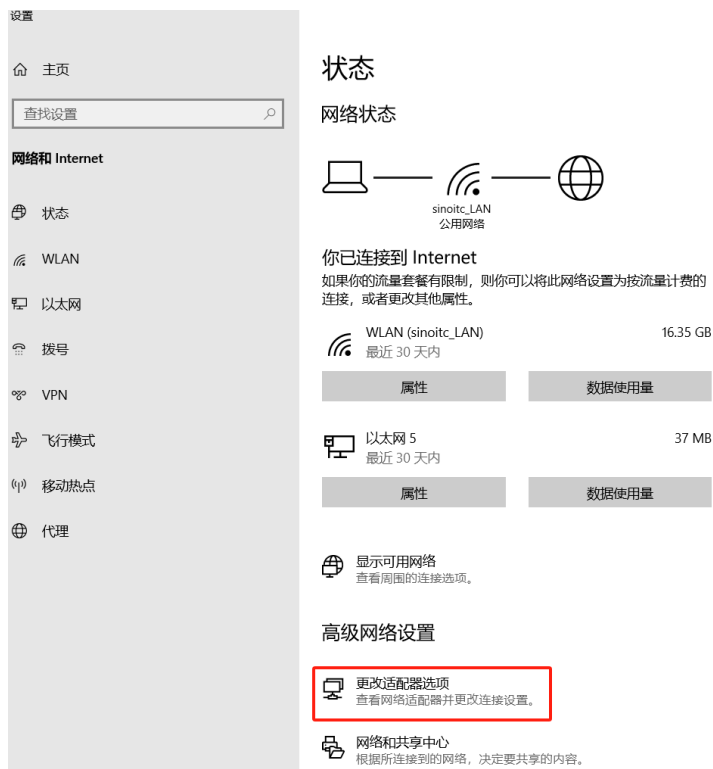 设置
主页
查找设置
网络和 Internet
状态
WLAN
以太网
拨号
VPN
飞行模式
移动热点
代理
状态
网络状态
sinoitc_LAN
公用网络
你已连接到 Internet
如果你的流量套餐有限制，则你可以将此网络设置为按流量计费的
连接，或者更改其他属性。
WLAN (sinoitc_LAN) 16.35 GB
最近 30 天内
属性 数据使用量
以太网 5 37 MB
最近 30 天内
属性 数据使用量
显示可用网络
查看周围的连接选项。
高级网络设置
更改适配器选项
查看网络适配器并更改连接设置。
网络和共享中心
根据所连接到的网络，决定要共享的内容。